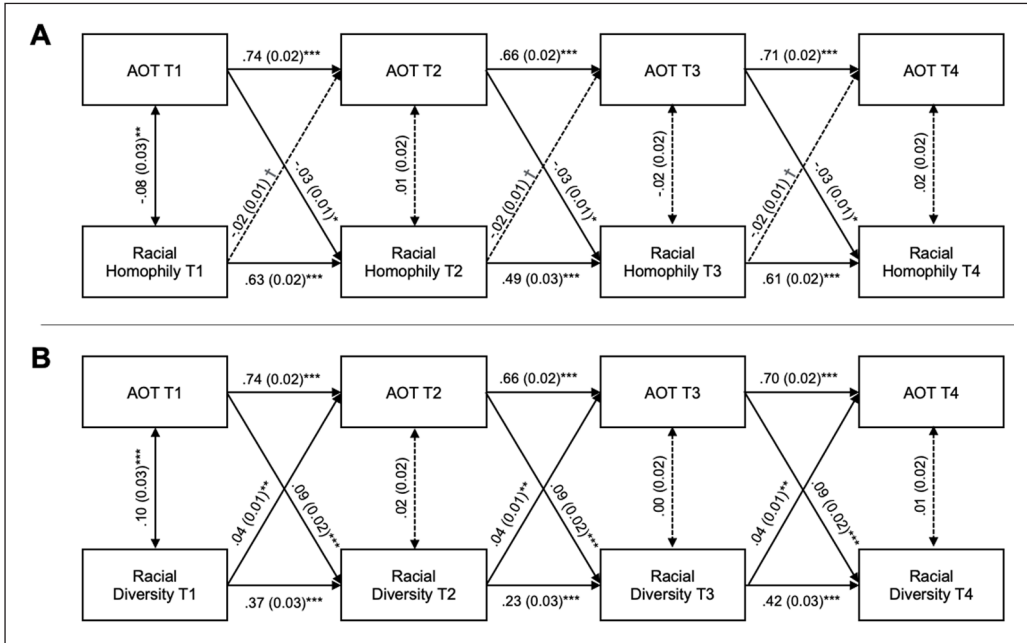 A
AOT T1
.74 (0.02)***
AOT T2
.66 (0.02)***
AOT T3
.71 (0.02)***
AOT T4
-.08 (0.03)**
-.02 (0.01) †
-.03 (0.01)*
.01 (0.02)
-.02 (0.01) †
-.03 (0.01)*
-.02 (0.02)
-.02 (0.01) †
-.03 (0.01)*
.02 (0.02)
Racial
Homophily T1
.63 (0.02)***
Racial
Homophily T2
.49 (0.03)***
Racial
Homophily T3
.61 (0.02)***
Racial
Homophily T4
B
AOT T1
.74 (0.02)***
AOT T2
.66 (0.02)***
AOT T3
.70 (0.02)***
AOT T4
.10 (0.03)***
.04 (0.01)**
.09 (0.02)***
.02 (0.02)
.04 (0.01)**
.09 (0.02)***
.00 (0.02)
.04 (0.01)**
.09 (0.02)***
.01 (0.02)
Racial
Diversity T1
.37 (0.03)***
Racial
Diversity T2
.23 (0.03)***
Racial
Diversity T3
.42 (0.03)***
Racial
Diversity T4